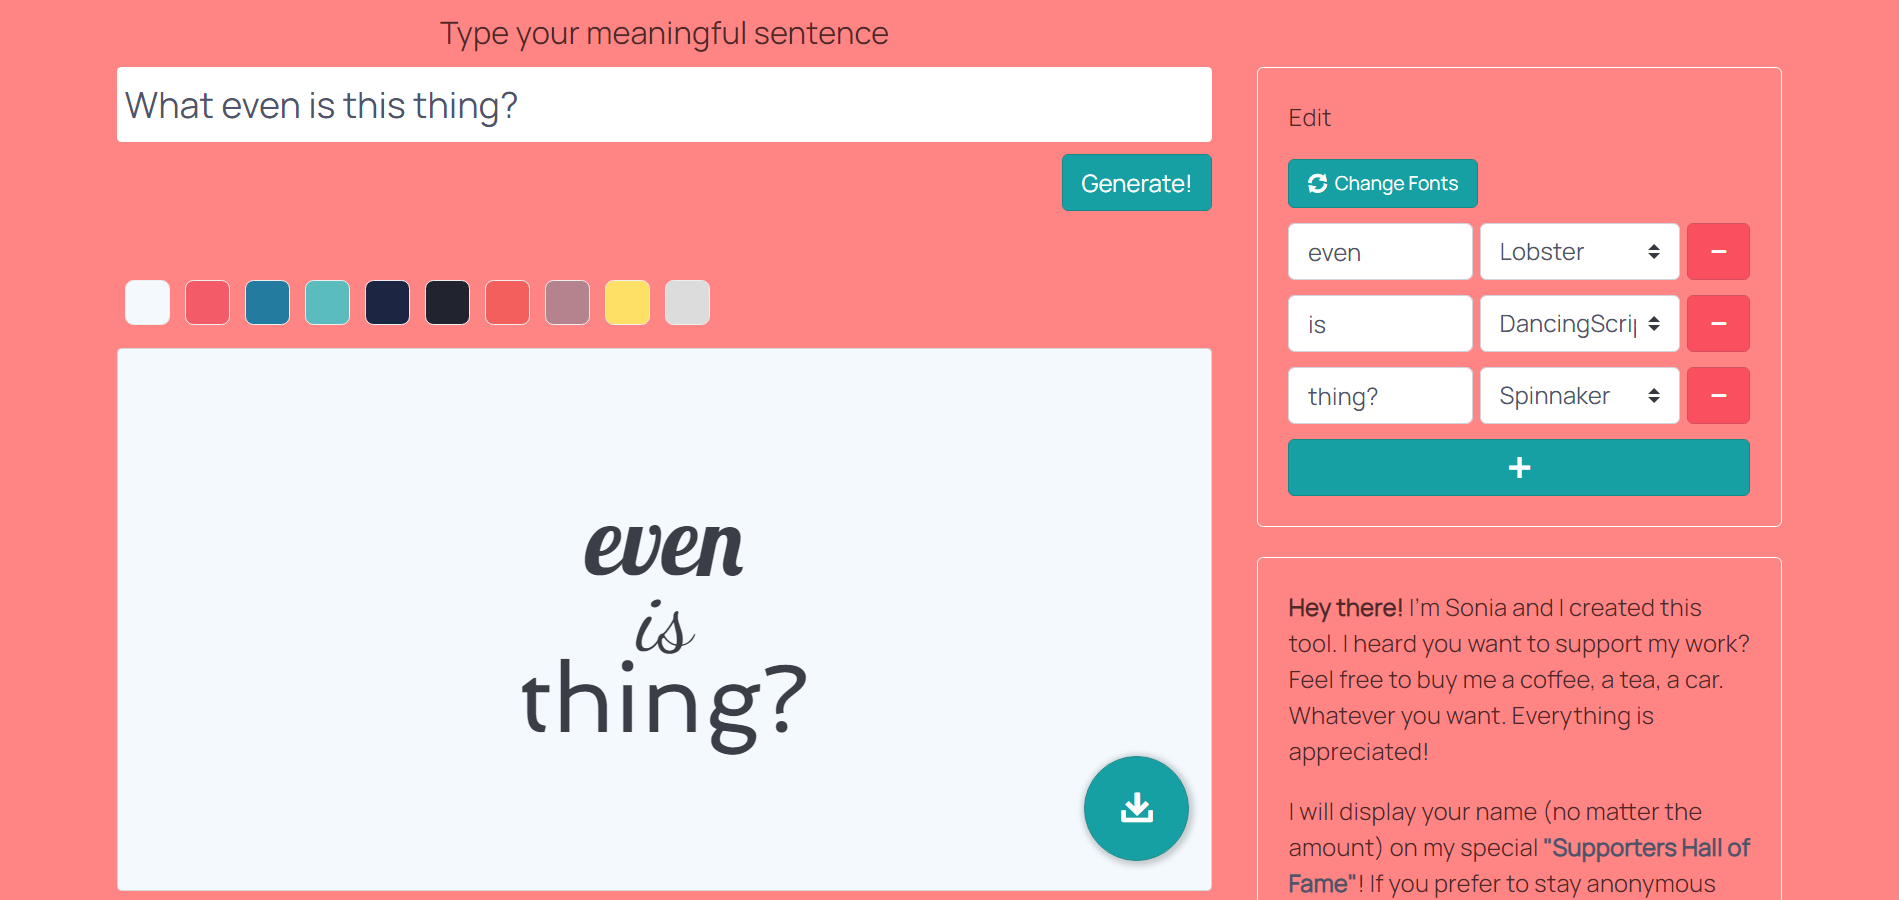 Type your meaningful sentence
What even is this thing?
Generate!
even
is
thing?
Edit
Change Fonts
even Lobster
is DancingScrip
thing? Spinnaker
Hey there! I'm Sonia and I created this
tool. I heard you want to support my work?
Feel free to buy me a coffee, a tea, a car.
Whatever you want. Everything is
appreciated!
I will display your name (no matter the
amount) on my special "Supporters Hall of
Fame"! If you prefer to stay anonymous